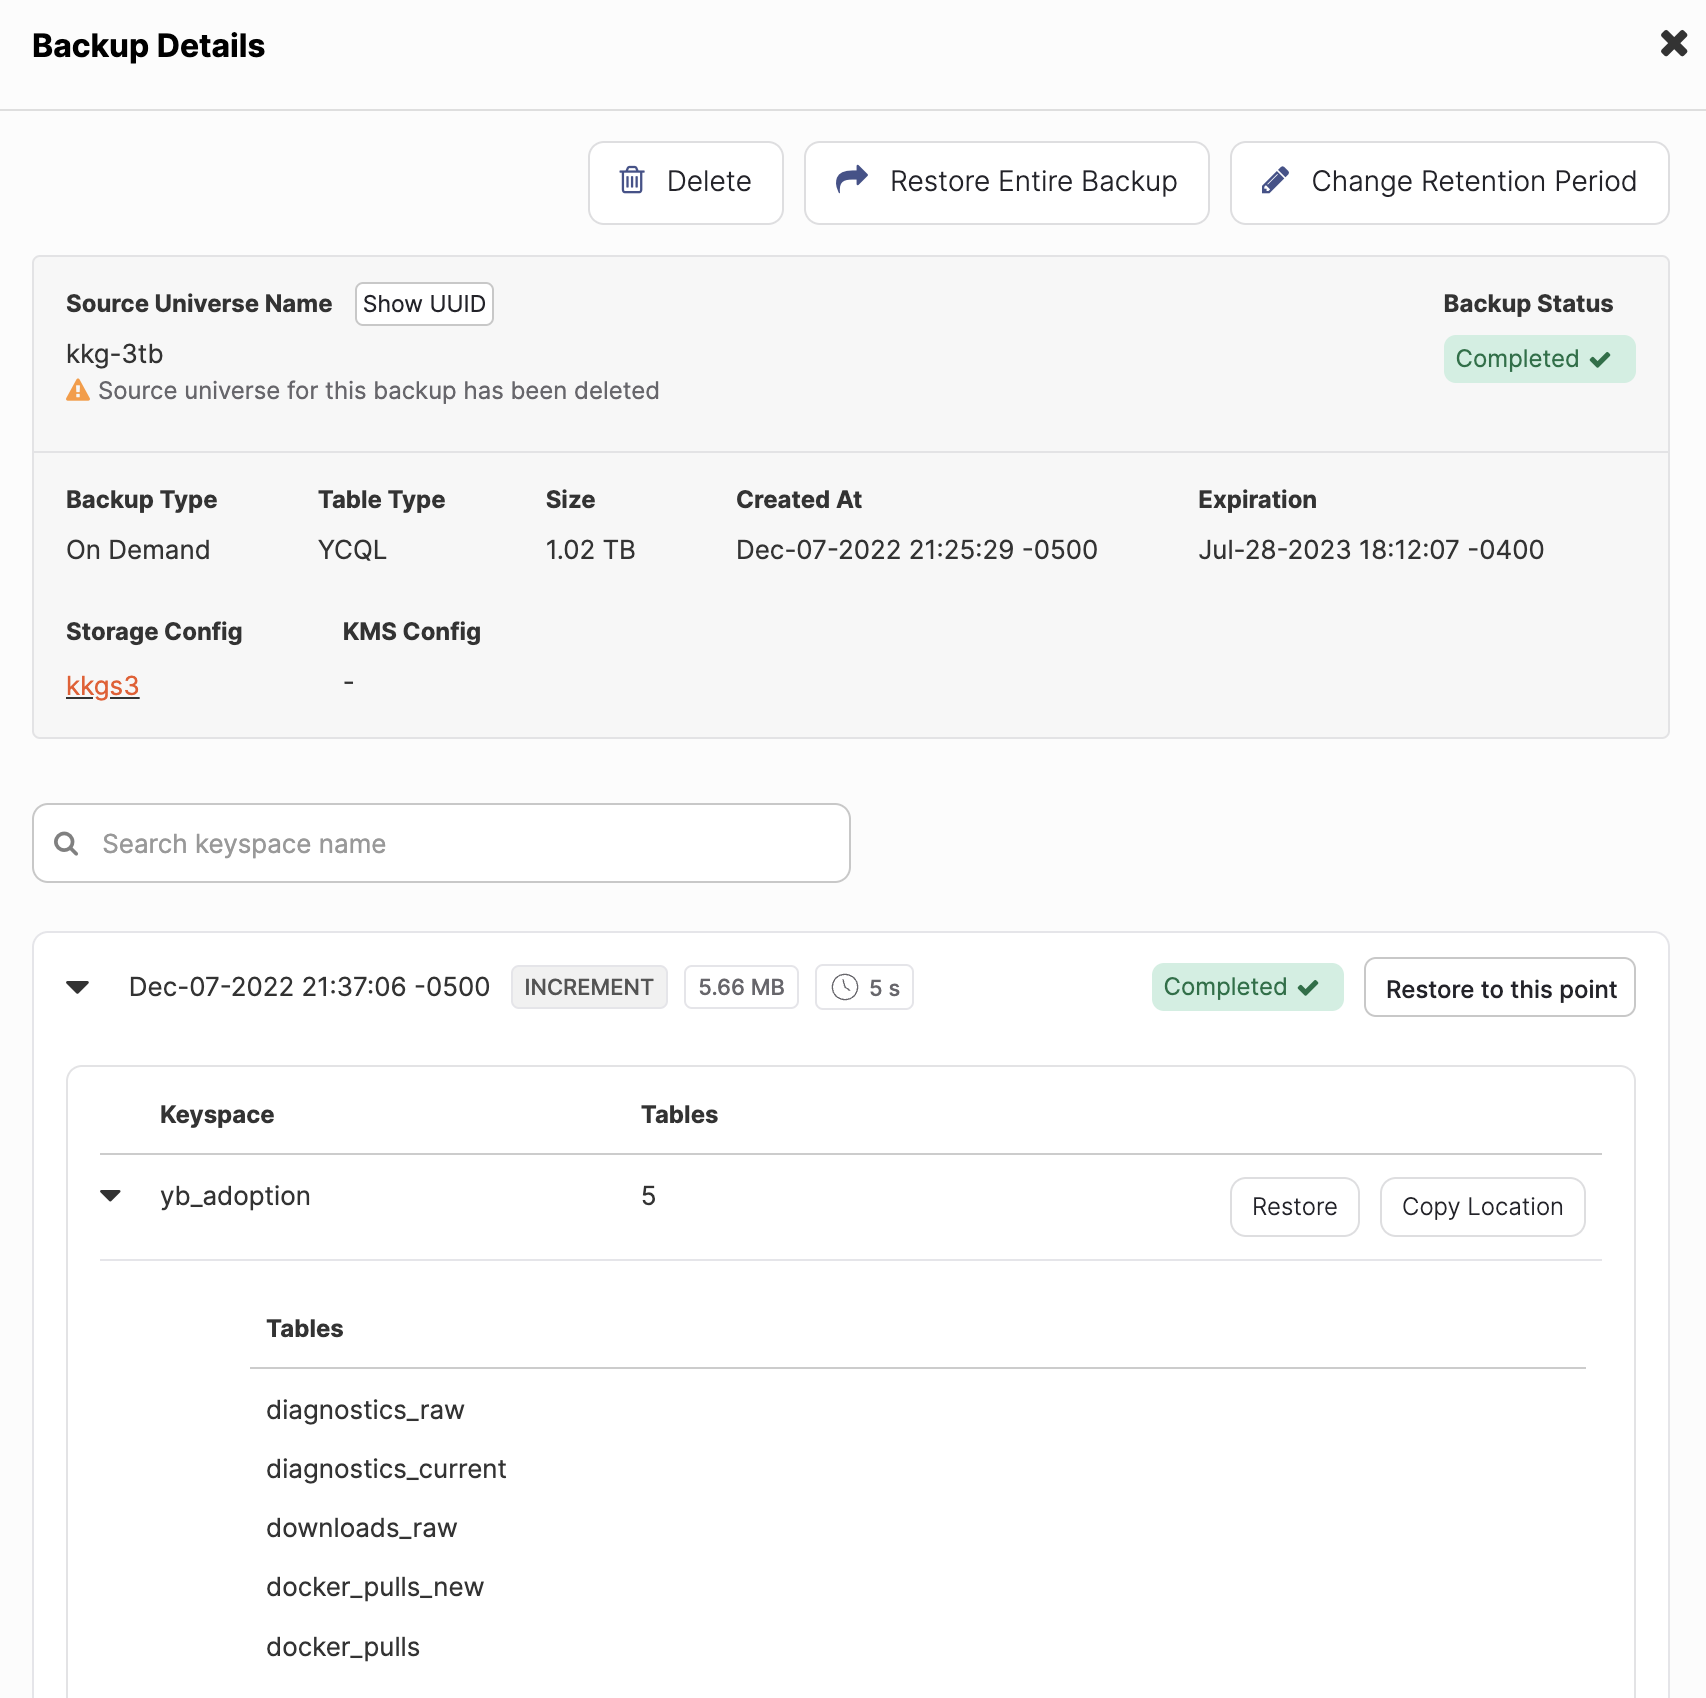 Backup Details
Delete
Restore Entire Backup
Change Retention Period
Source Universe Name Show UUID
Backup Status
kkg-3tb
Completed
Source universe for this backup has been deleted
Backup Type Table Type Size Created At Expiration
On Demand YCQL 1.02 TB Dec-07-2022 21:25:29 -0500 Jul-28-2023 18:12:07 -0400
Storage Config KMS Config
kkgs3 -
Search keyspace name
Dec-07-2022 21:37:06 -0500 INCREMENT 5.66 MB 5 s Completed Restore to this point
Keyspace Tables
yb_adoption 5 Restore Copy Location
Tables
diagnostics_raw
diagnostics_current
downloads_raw
docker_pulls_new
docker_pulls